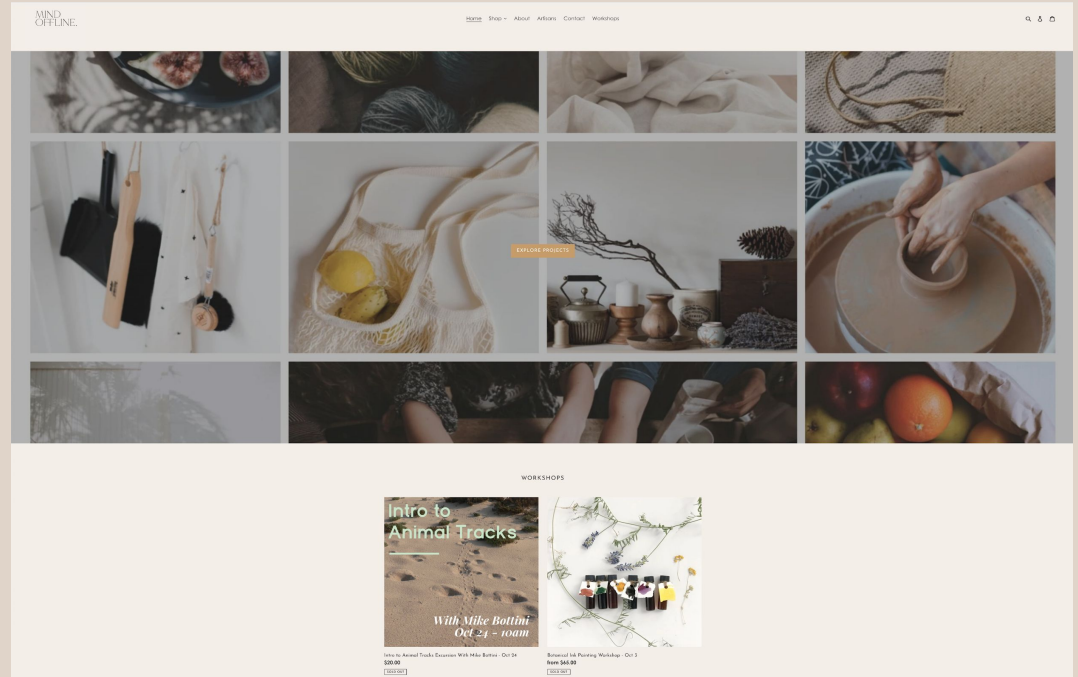 MIND
OFFLINE.
Home Shop About Artisans Contact Workshops
EXPLORE PROJECTS
WORKSHOPS
Intro to
Animal Tracks
With Mike Bottini
Oct 24 - 10am
Intro to Animal Tracks Excursion With Mike Bottini - Oct 24
$20.00
SOLD OUT
Botanical Ink Painting Workshop - Oct 3
from $65.00
SOLD OUT